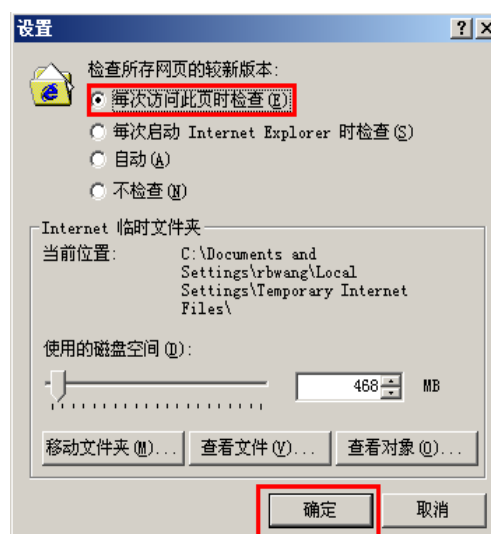 设置
检查所存网页的较新版本:
每次访问此页时检查(E)
每次启动 Internet Explorer 时检查(S)
自动(A)
不检查(N)
Internet 临时文件夹
当前位置: C:\Documents and
Settings\rbwang\Local
Settings\Temporary Internet
Files\
使用的磁盘空间(D):
468 MB
移动文件夹(M)... 查看文件(V)... 查看对象(O)...
确定 取消